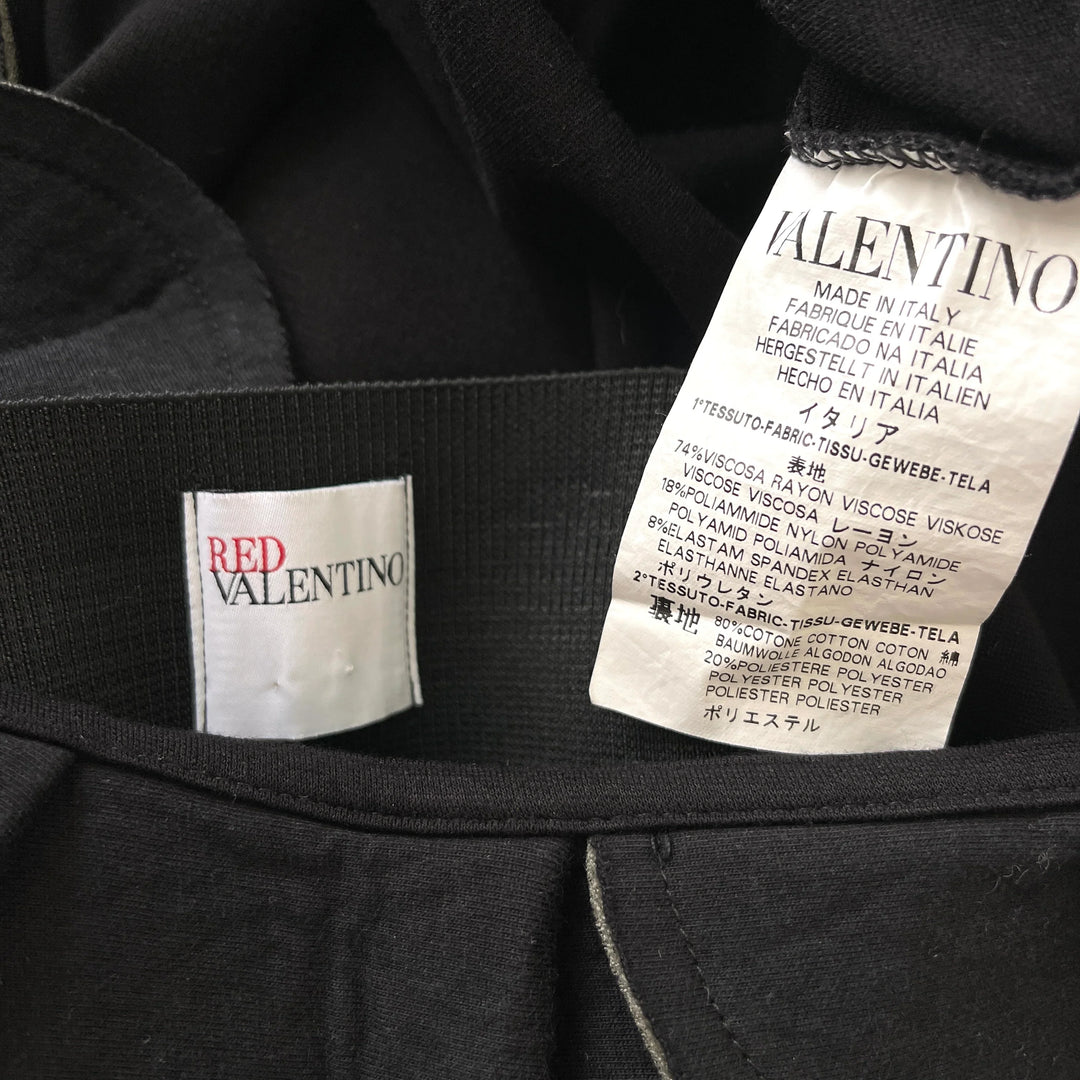 RED
VALENTINO
VALENTINO
MADE IN ITALY
FABRIQUE EN ITALIE
FABRICADO NA ITALIA
HERGESTELLT IN ITALIEN
HECHO EN ITALIA
イタリア
1°TESSUTO-FABRIC-TISSU-GEWEBE-TELA
表地
74%VISCOSA RAYON VISCOSE VISKOSE
VISCOSE VISCOSA レーヨン
18%POLIAMMIDE NYLON POLYAMIDE
POLYAMID POLIAMIDA ナイロン
8%ELASTAM SPANDEX ELASTHAN
ELASTHANNE ELASTANO
ポリウレタン
2°TESSUTO-FABRIC-TISSU-GEWEBE-TELA
裏地 80%COTONE COTTON COTON 綿
BAUMWOLLE ALGODON ALGODAO
20%POLIESTERE POLYESTER
POLYESTER POLYESTER
POLIESTER POLIESTER
ポリエステル